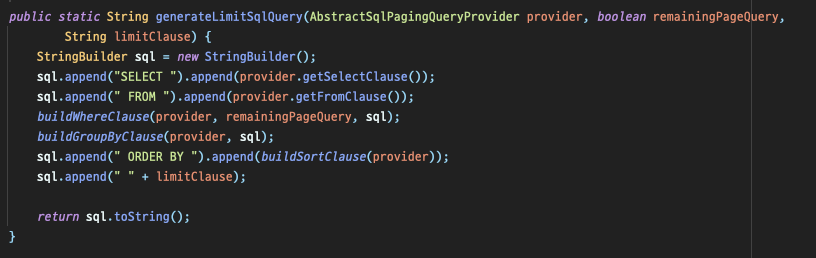 public static String generateLimitSqlQuery(AbstractSqlPagingQueryProvider provider, boolean remainingPageQuery,
        String limitClause) {
    StringBuilder sql = new StringBuilder();
    sql.append("SELECT ").append(provider.getSelectClause());
    sql.append(" FROM ").append(provider.getFromClause());
    buildWhereClause(provider, remainingPageQuery, sql);
    buildGroupByClause(provider, sql);
    sql.append(" ORDER BY ").append(buildSortClause(provider));
    sql.append(" " + limitClause);

    return sql.toString();
}